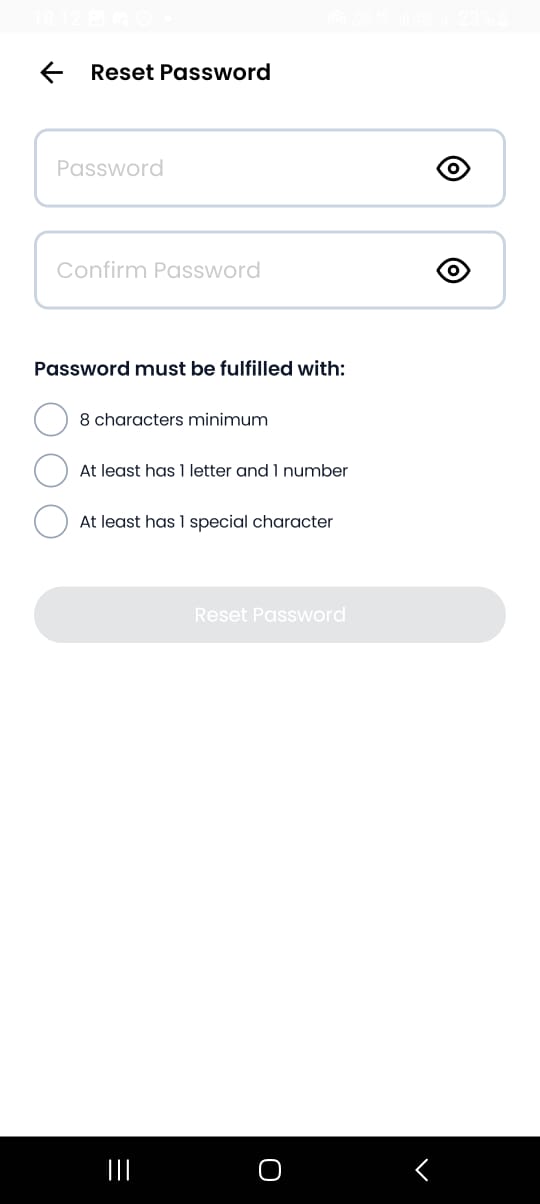 18:12
Reset Password
Password
Confirm Password
Password must be fulfilled with:
8 characters minimum
At least has 1 letter and 1 number
At least has 1 special character
Reset Password